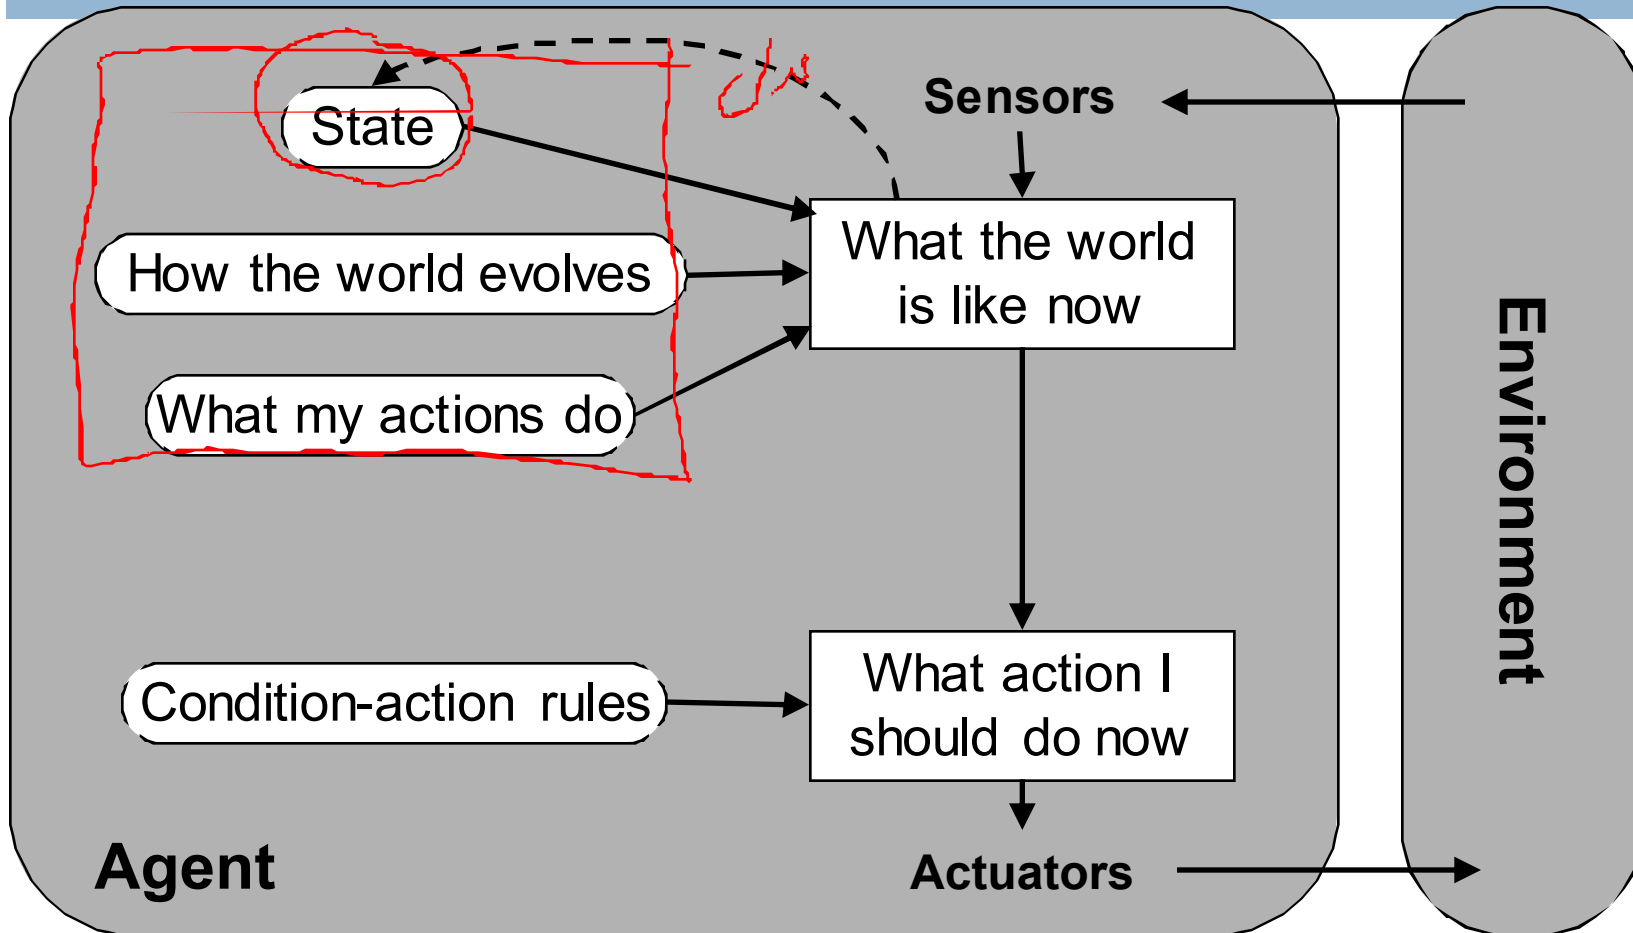 Sensors
State
What the world
is like now
How the world evolves
What my actions do
Environment
Condition-action rules
What action I
should do now
Agent
Actuators